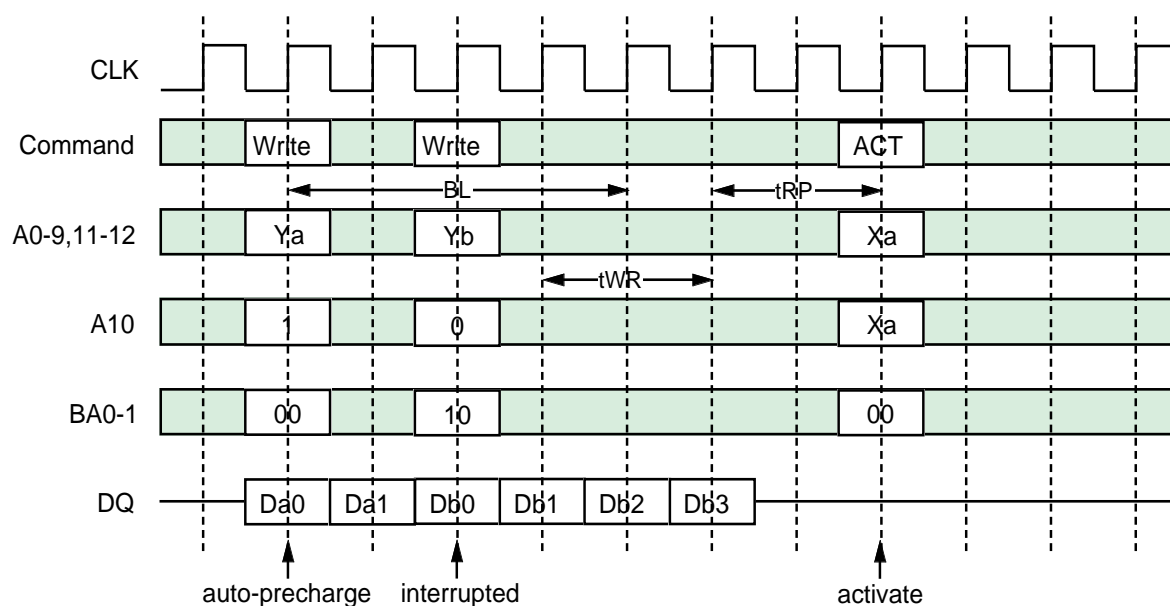 CLK
Command Write Write ACT
BL tRP
A0-9,11-12 Ya Yb Xa
tWR
A10 1 0 Xa
BA0-1 00 10 00
DQ Da0 Da1 Db0 Db1 Db2 Db3
auto-precharge interrupted activate